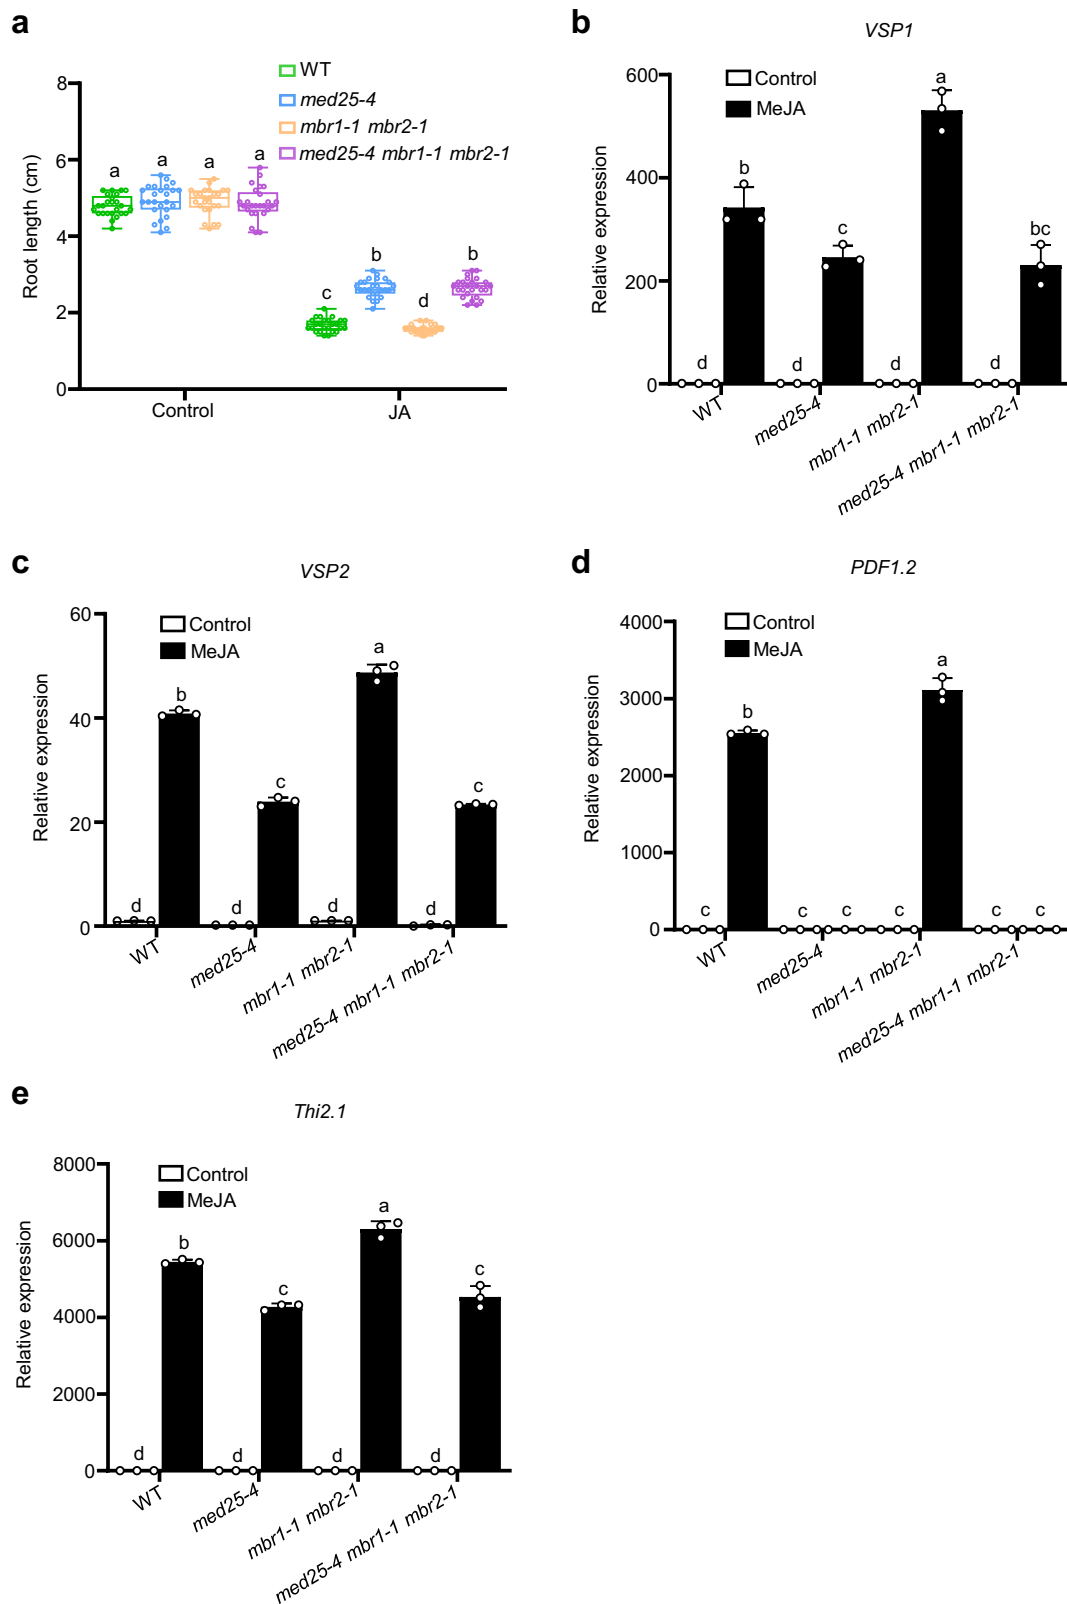 a
8
6
4
2
0
Root length (cm)
WT
med25-4
mbr1-1 mbr2-1
med25-4 mbr1-1 mbr2-1
a a a a
c b d b
Control JA
b
VSP1
600
400
200
0
Relative expression
Control
MeJA
d b d c d a d bc
WT
med25-4
mbr1-1 mbr2-1
med25-4 mbr1-1 mbr2-1
c
VSP2
60
40
20
0
Relative expression
Control
MeJA
d b d c d a d c
WT
med25-4
mbr1-1 mbr2-1
med25-4 mbr1-1 mbr2-1
d
PDF1.2
4000
3000
2000
1000
0
Relative expression
Control
MeJA
c b c c c a c c
WT
med25-4
mbr1-1 mbr2-1
med25-4 mbr1-1 mbr2-1
e
Thi2.1
8000
6000
4000
2000
0
Relative expression
Control
MeJA
d b d c d a d c
WT
med25-4
mbr1-1 mbr2-1
med25-4 mbr1-1 mbr2-1